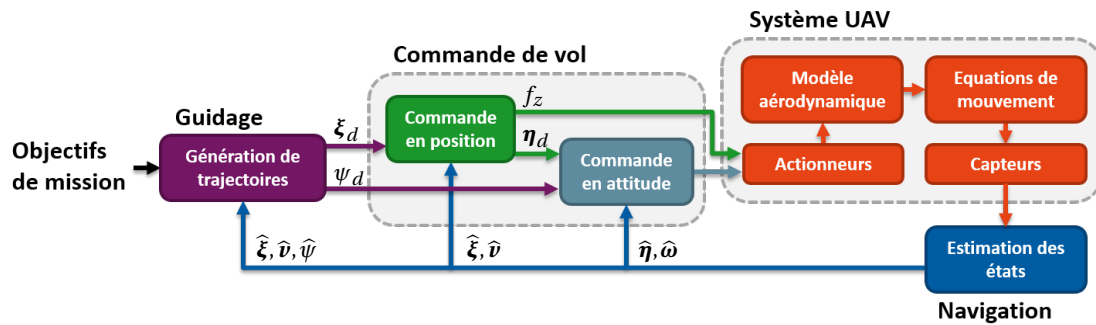 Système UAV
Commande de vol
Modèle
aérodynamique
Equations de
mouvement
Guidage
Commande
en position
f_z
ξ_d
η_d
Objectifs
de mission
Génération de
trajectoires
ψ_d
Commande
en attitude
Actionneurs
Capteurs
ξ̂, ν̂, ψ̂
ξ̂, ν̂
η̂, ω̂
Estimation des
états
Navigation